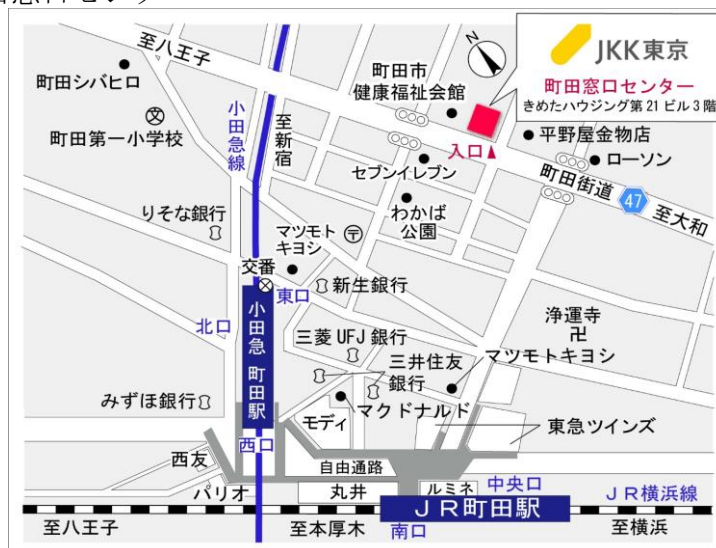 至八王子
町田シバヒロ
町田第一小学校
小田急線
至新宿
町田市
健康福祉会館
N
JKK東京
町田窓口センター
きめたハウジング第21ビル3階
平野屋金物店
入口
ローソン
セブンイレブン
町田街道
47
至大和
わかば
公園
りそな銀行
マツモト
キヨシ
交番
東口
新生銀行
北口
小田急 町田駅
三菱UFJ銀行
浄運寺
三井住友
銀行
マツモトキヨシ
みずほ銀行
マクドナルド
モディ
東急ツインズ
西口
西友
自由通路
パリオ
丸井
ルミネ
中央口
JR横浜線
JR町田駅
至八王子
至本厚木
南口
至横浜